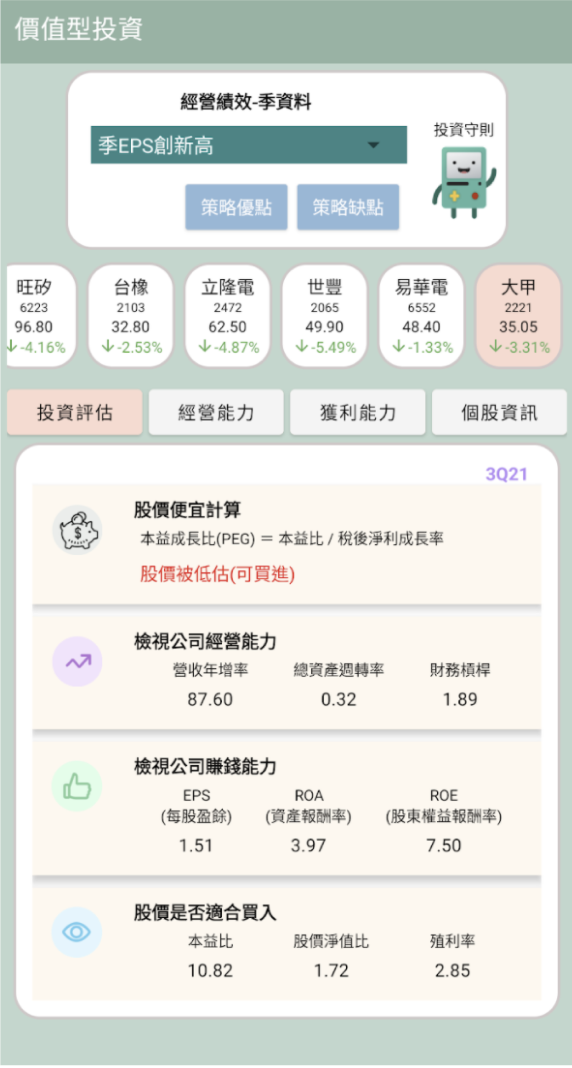 價值型投資
經營績效-季資料
季EPS創新高
投資守則
策略優點 策略缺點
旺矽 台橡 立隆電 世豐 易華電 大甲
6223 2103 2472 2065 6552 2221
96.80 32.80 62.50 49.90 48.40 35.05
↓-4.16% ↓-2.53% ↓-4.87% ↓-5.49% ↓-1.33% ↓-3.31%
投資評估 經營能力 獲利能力 個股資訊
3Q21
股價便宜計算
本益成長比(PEG) = 本益比 / 稅後淨利成長率
股價被低估(可買進)
檢視公司經營能力
營收年增率 總資產週轉率 財務槓桿
87.60 0.32 1.89
檢視公司賺錢能力
EPS ROA ROE
(每股盈餘) (資產報酬率) (股東權益報酬率)
1.51 3.97 7.50
股價是否適合買入
本益比 股價淨值比 殖利率
10.82 1.72 2.85